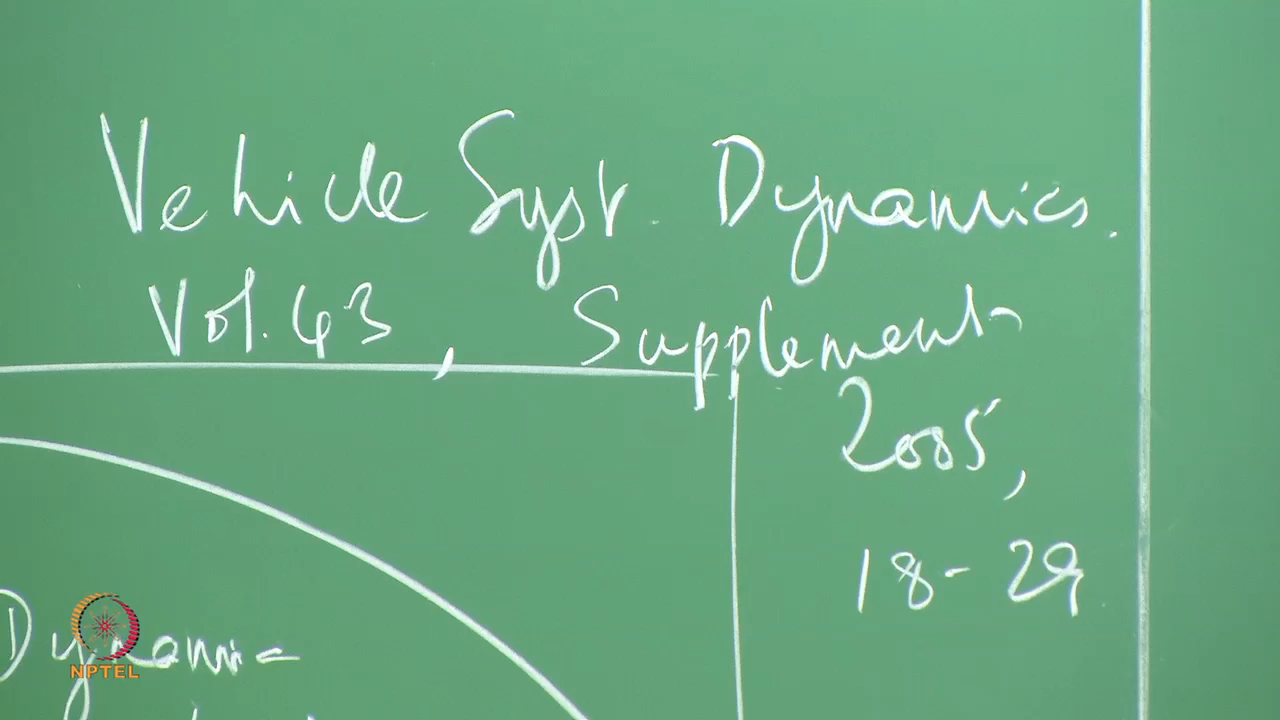 Vehicle Syst. Dynamics.
Vol. 43, Supplement
2005,
18-29
Dynamic
NPTEL